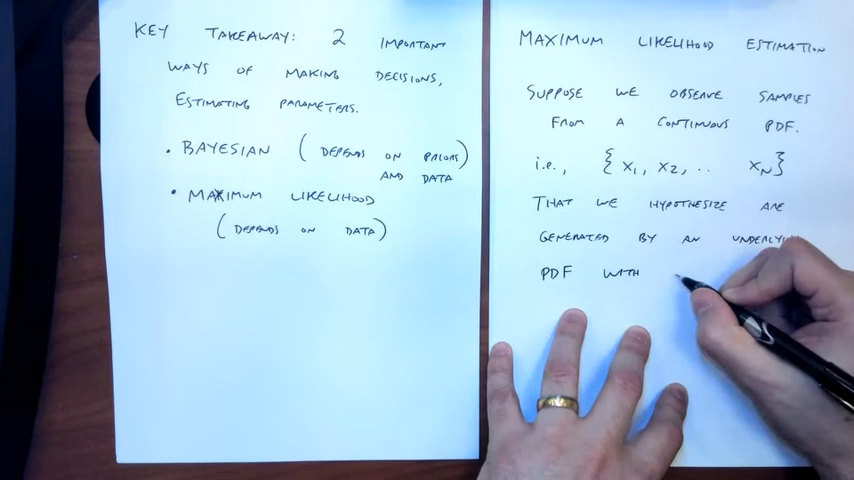 KEY TAKEAWAY: 2 IMPORTANT
WAYS OF MAKING DECISIONS,
ESTIMATING PARAMETERS.
• BAYESIAN (DEPENDS ON PRIORS)
AND DATA
• MAXIMUM LIKELIHOOD
(DEPENDS ON DATA)
MAXIMUM LIKELIHOOD ESTIMATION
SUPPOSE WE OBSERVE SAMPLES
FROM A CONTINUOUS PDF.
i.e., { X1, X2, .. XN}
THAT WE HYPOTHESIZE ARE
GENERATED BY AN
PDF WITH